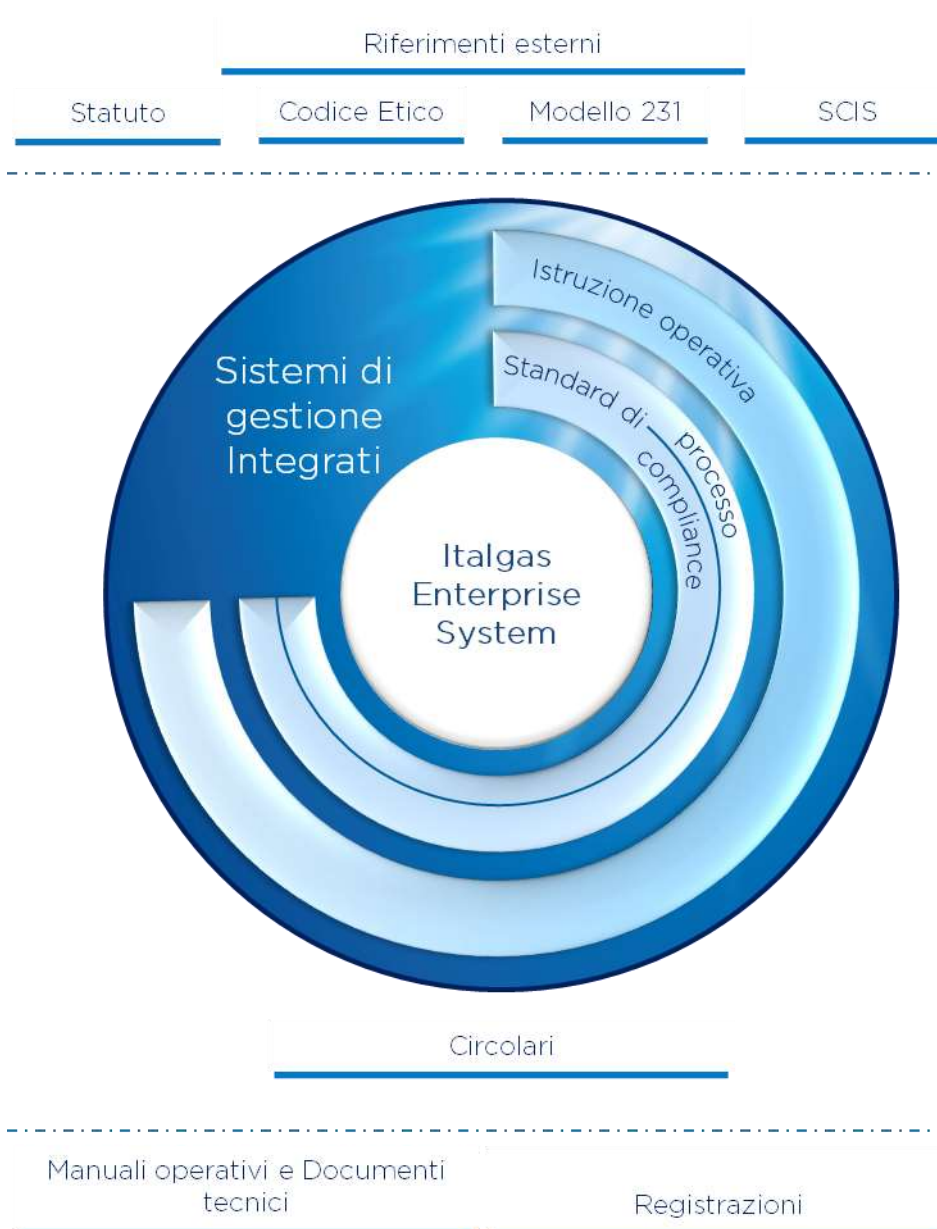 Riferimenti esterni
Statuto
Codice Etico
Modello 231
SCIS
Istruzione operativa
Standard di
processo
compliance
Sistemi di
gestione
Integrati
Italgas
Enterprise
System
Circolari
Manuali operativi e Documenti
tecnici
Registrazioni